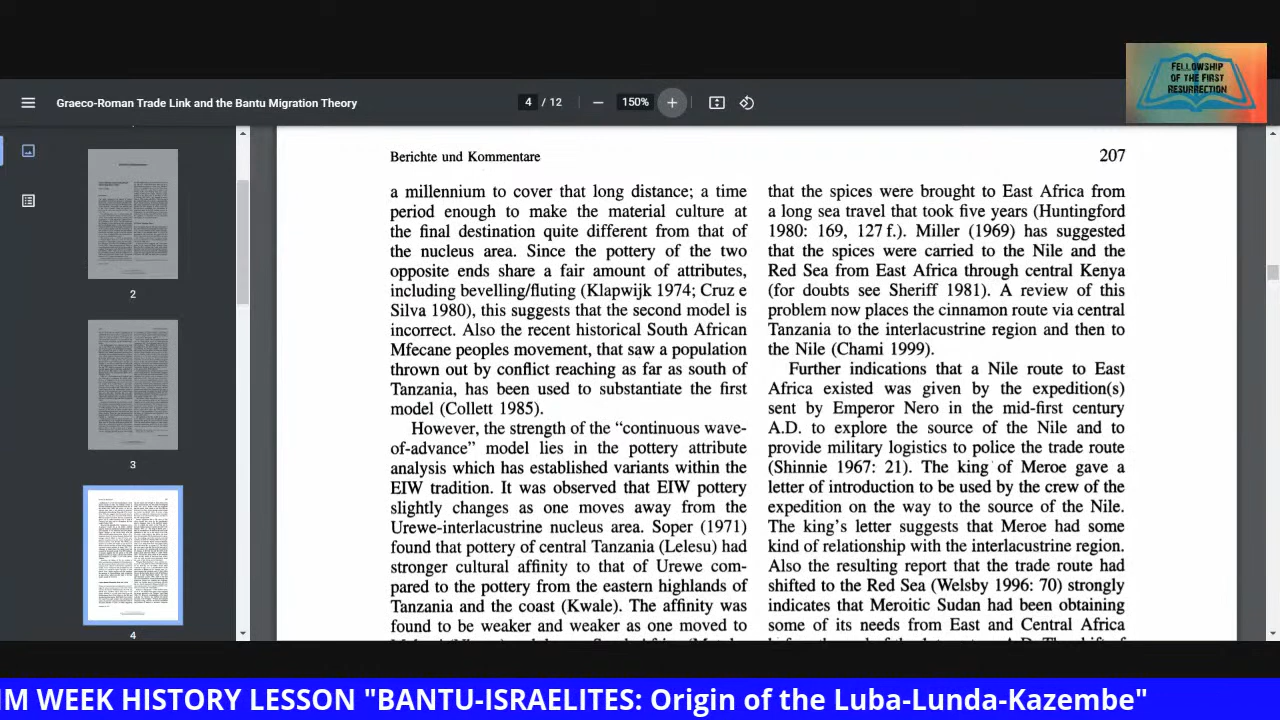 FELLOWSHIP
OF THE FIRST
RESURRECTION
Graeco-Roman Trade Link and the Bantu Migration Theory
4 / 12
150%
2
3
4
Berichte und Kommentare
207
a millennium to cover that long distance; a time
period enough to make the material culture at
the final destination quite different from that of
the nucleus area. Since the pottery of the two
opposite ends share a fair amount of attributes,
including bevelling/fluting (Klapwijk 1974; Cruz e
Silva 1980), this suggests that the second model is
incorrect. Also the recent historical South African
Mfecane peoples movement, that saw a population
thrown out by conflict reaching as far as south of
Tanzania, has been used to substantiate the first
model (Collett 1985).
However, the strength of the “continuous wave-
of-advance” model lies in the pottery attribute
analysis which has established variants within the
EIW tradition. It was observed that EIW pottery
slightly changes as one moves away from the
Urewe-interlacustrine nucleus area. Soper (1971)
found that pottery of central Tanzania (Lelesu) had
stronger cultural affinity to that of Urewe com-
pared to the pottery from the eastern highlands of
Tanzania and the coast (Kwale). The affinity was
found to be weaker and weaker as one moved to
that the spices were brought to East Africa from
a long sea travel that took five years (Huntingford
1980: 169, 127 f.). Miller (1969) has suggested
that the spices were carried to the Nile and the
Red Sea from East Africa through central Kenya
(for doubts see Sheriff 1981). A review of this
problem now places the cinnamon route via central
Tanzania to the interlacustrine region and then to
the Nile (Chami 1999).
Further indications that a Nile route to East
Africa existed was given by the expedition(s)
sent by Emperor Nero in the mid-first century
A.D. to explore the source of the Nile and to
provide military logistics to police the trade route
(Shinnie 1967: 21). The king of Meroe gave a
letter of introduction to be used by the crew of the
expedition on the way to the source of the Nile.
The king’s letter suggests that Meroe had some
kind of relationship with the interlacustrine region.
Also the resulting report that the trade route had
shifted to the Red Sea (Welsby 1996: 70) strongly
indicates that Meroitic Sudan had been obtaining
some of its needs from East and Central Africa
IM WEEK HISTORY LESSON "BANTU-ISRAELITES: Origin of the Luba-Lunda-Kazembe"